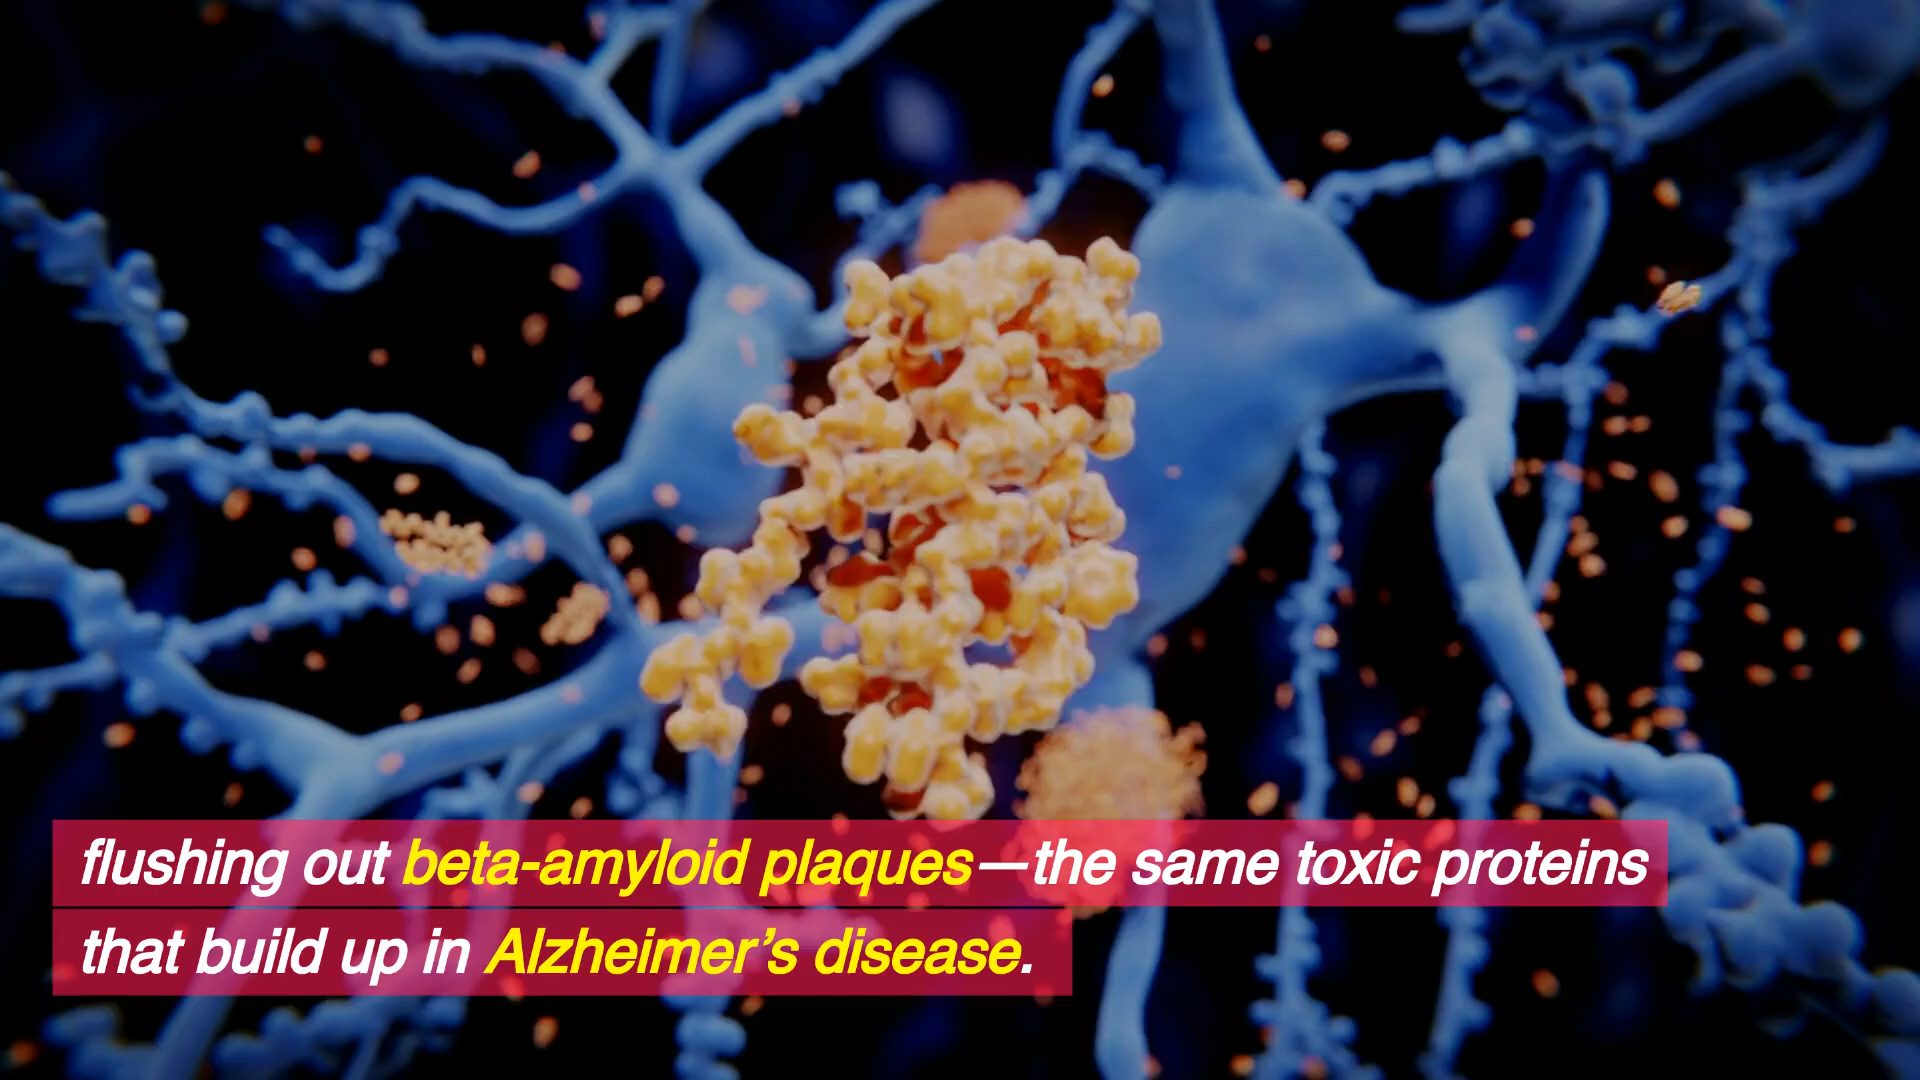 flushing out beta-amyloid plaques—the same toxic proteins
that build up in Alzheimer’s disease.